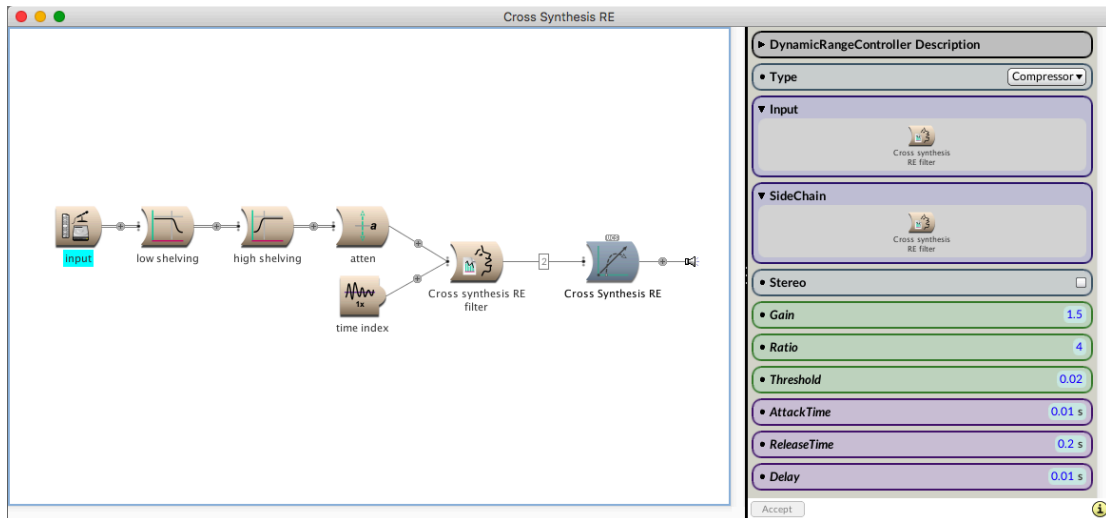 Cross Synthesis RE
input
low shelving
high shelving
a
atten
1x
time index
Cross synthesis RE
filter
2
Cross Synthesis RE
DynamicRangeController Description
Type
Compressor
Input
Cross synthesis
RE filter
SideChain
Cross synthesis
RE filter
Stereo
Gain
1.5
Ratio
4
Threshold
0.02
AttackTime
0.01 s
ReleaseTime
0.2 s
Delay
0.01 s
Accept
i